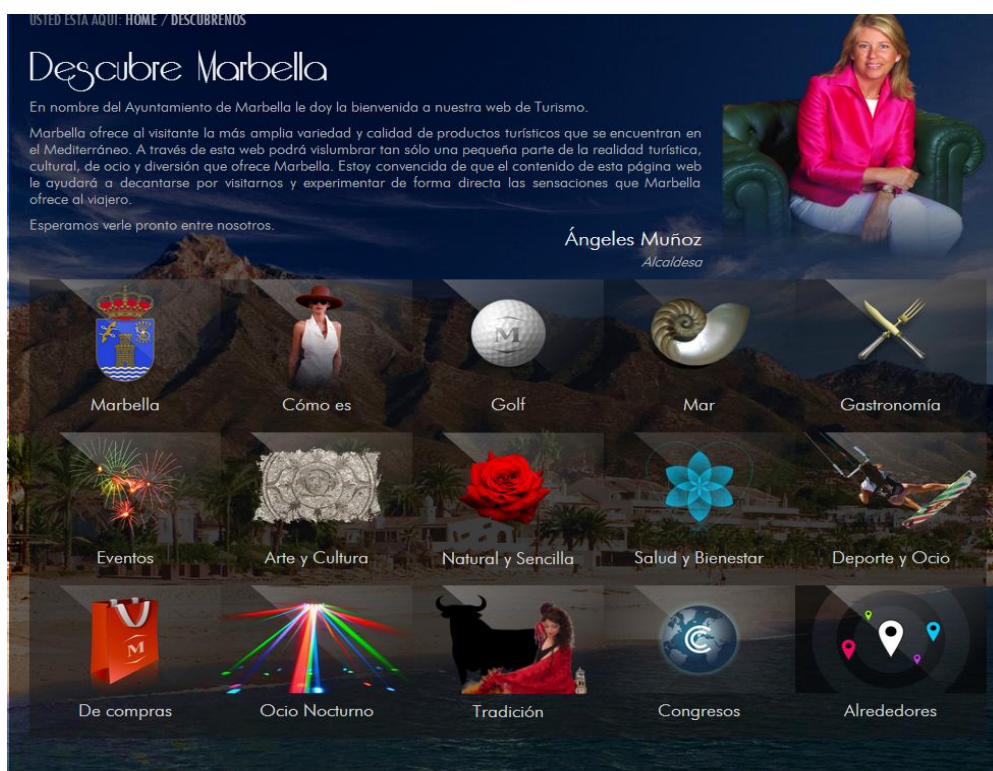 USTED ESTA AQUI: HOME / DESCUBRENOS
Descubre Marbella
En nombre del Ayuntamiento de Marbella le doy la bienvenida a nuestra web de Turismo.
Marbella ofrece al visitante la más amplia variedad y calidad de productos turísticos que se encuentran en
el Mediterráneo. A través de esta web podrá vislumbrar tan sólo una pequeña parte de la realidad turística,
cultural, de ocio y diversión que ofrece Marbella. Estoy convencida de que el contenido de esta página web
le ayudará a decantarse por visitarnos y experimentar de forma directa las sensaciones que Marbella
ofrece al viajero.
Esperamos verle pronto entre nosotros.
Ángeles Muñoz
Alcaldesa
M
Marbella
Cómo es
Golf
Mar
Gastronomía
Eventos
Arte y Cultura
Natural y Sencilla
Salud y Bienestar
Deporte y Ocio
M
De compras
Ocio Nocturno
Tradición
Congresos
Alrededores